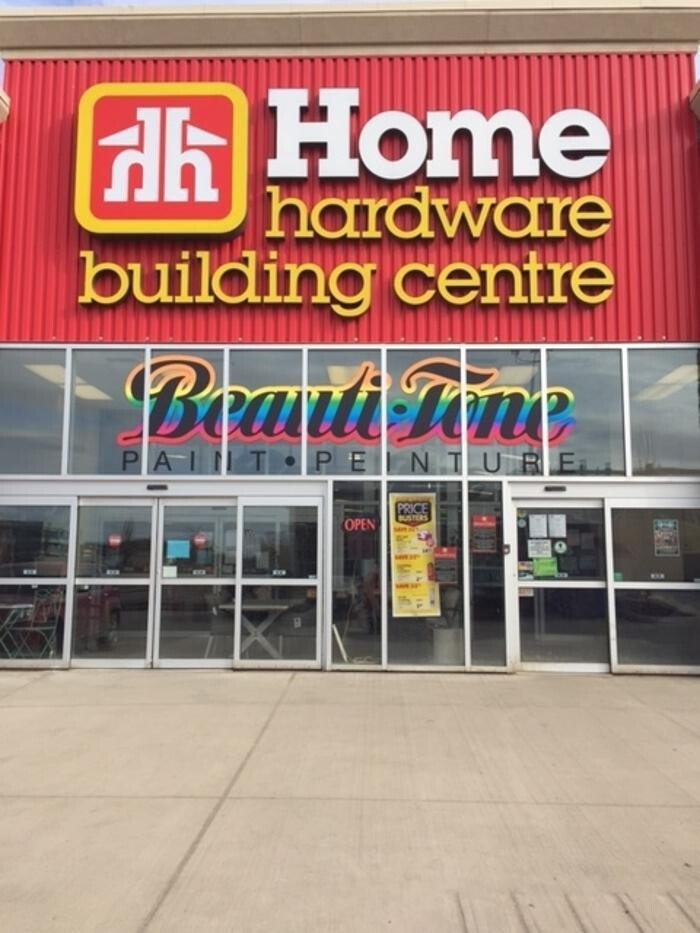 Home
hardware
building centre
Beauti-Tone
PAINT • PEINTURE
OPEN
PRICE
BUSTERS